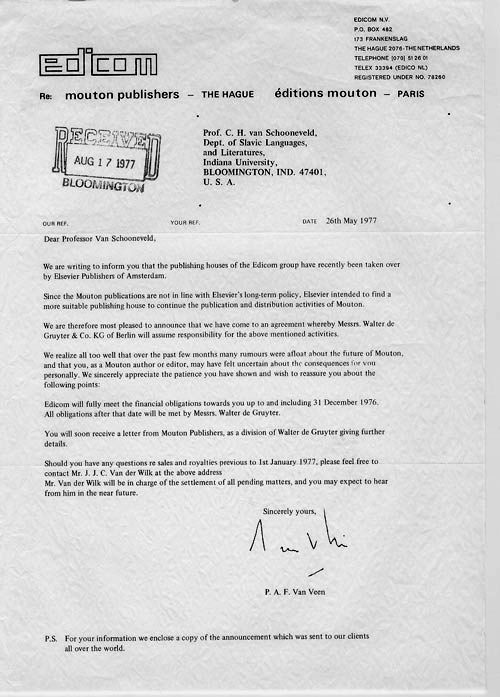 EDICOM N.V.
P.O. BOX 482
173 FRANKENSLAG
THE HAGUE 2076-THE NETHERLANDS
TELEPHONE (070) 51 26 01
TELEX 33394 (EDICO NL)
REGISTERED UNDER NO. 78260
edicom
Re: mouton publishers – THE HAGUE éditions mouton – PARIS
RECEIVED
AUG 17 1977
BLOOMINGTON
Prof. C. H. van Schooneveld,
Dept. of Slavic Languages,
and Literatures,
Indiana University,
BLOOMINGTON, IND. 47401,
U. S. A.
OUR REF. YOUR REF. DATE 26th May 1977
Dear Professor Van Schooneveld,
We are writing to inform you that the publishing houses of the Edicom group have recently been taken over
by Elsevier Publishers of Amsterdam.
Since the Mouton publications are not in line with Elsevier's long-term policy, Elsevier intended to find a
more suitable publishing house to continue the publication and distribution activities of Mouton.
We are therefore most pleased to announce that we have come to an agreement whereby Messrs. Walter de
Gruyter & Co. KG of Berlin will assume responsibility for the above mentioned activities.
We realize all too well that over the past few months many rumours were afloat about the future of Mouton,
and that you, as a Mouton author or editor, may have felt uncertain about the consequences for you
personally. We sincerely appreciate the patience you have shown and wish to reassure you about the
following points:
Edicom will fully meet the financial obligations towards you up to and including 31 December 1976.
All obligations after that date will be met by Messrs. Walter de Gruyter.
You will soon receive a letter from Mouton Publishers, as a division of Walter de Gruyter giving further
details.
Should you have any questions re sales and royalties previous to 1st January 1977, please feel free to
contact Mr. J. J. C. Van der Wilk at the above address
Mr. Van der Wilk will be in charge of the settlement of all pending matters, and you may expect to hear
from him in the near future.
Sincerely yours,
P. A. F. Van Veen
P.S. For your information we enclose a copy of the announcement which was sent to our clients
all over the world.